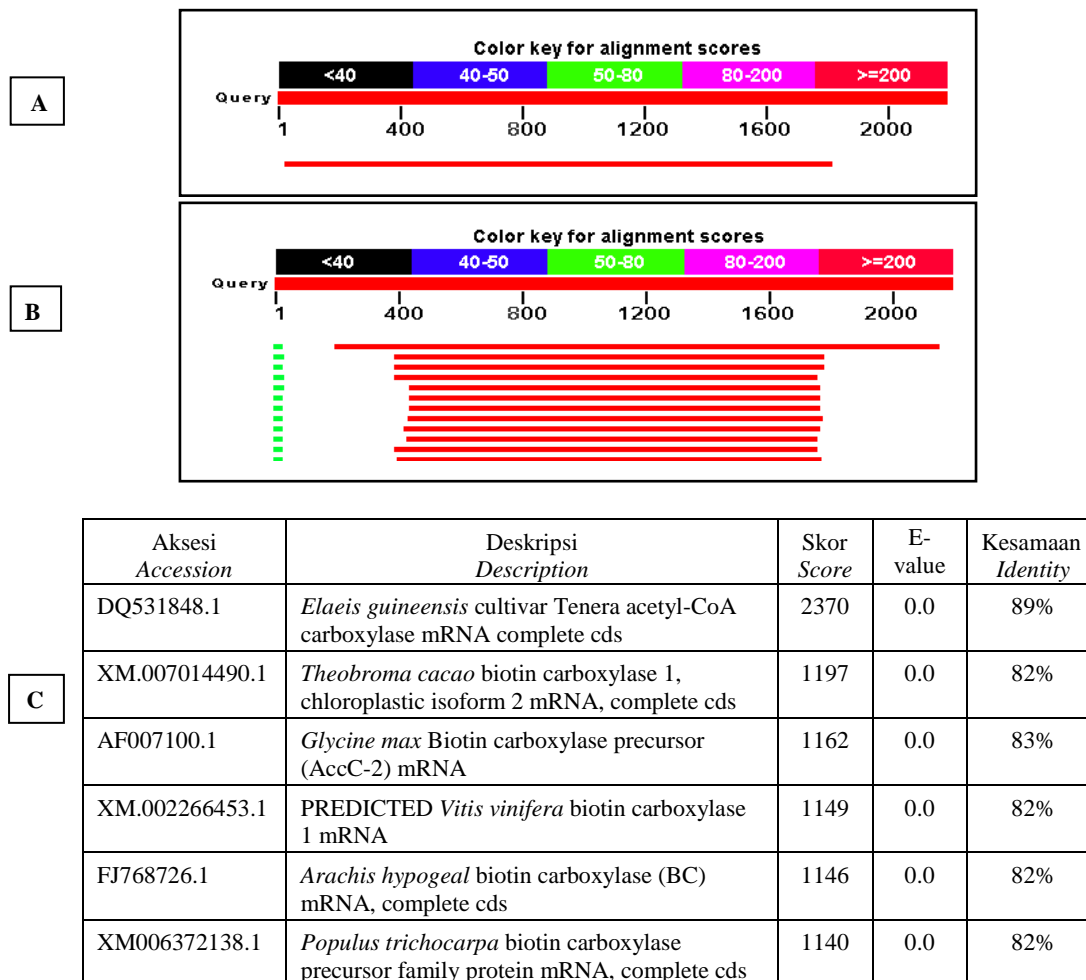 A
Color key for alignment scores
<40 40-50 50-80 80-200 >=200
Query
1 400 800 1200 1600 2000
B
Color key for alignment scores
<40 40-50 50-80 80-200 >=200
Query
1 400 800 1200 1600 2000
C
Aksesi Deskripsi Skor E- Kesamaan
Accession Description Score value Identity
DQ531848.1 Elaeis guineensis cultivar Tenera acetyl-CoA 2370 0.0 89%
carboxylase mRNA complete cds
XM.007014490.1 Theobroma cacao biotin carboxylase 1, 1197 0.0 82%
chloroplastic isoform 2 mRNA, complete cds
AF007100.1 Glycine max Biotin carboxylase precursor 1162 0.0 83%
(AccC-2) mRNA
XM.002266453.1 PREDICTED Vitis vinifera biotin carboxylase 1149 0.0 82%
1 mRNA
FJ768726.1 Arachis hypogeal biotin carboxylase (BC) 1146 0.0 82%
mRNA, complete cds
XM006372138.1 Populus trichocarpa biotin carboxylase 1140 0.0 82%
precursor family protein mRNA, complete cds